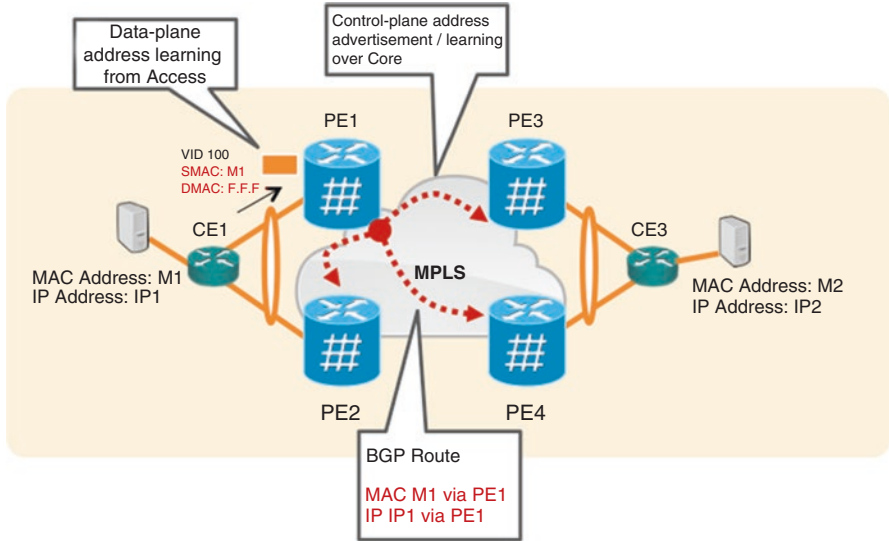 Data-plane
address learning
from Access
Control-plane address
advertisement / learning
over Core
PE1
PE3
VID 100
SMAC: M1
DMAC: F.F.F
CE1
CE3
MPLS
MAC Address: M1
IP Address: IP1
MAC Address: M2
IP Address: IP2
PE2
PE4
BGP Route
MAC M1 via PE1
IP IP1 via PE1